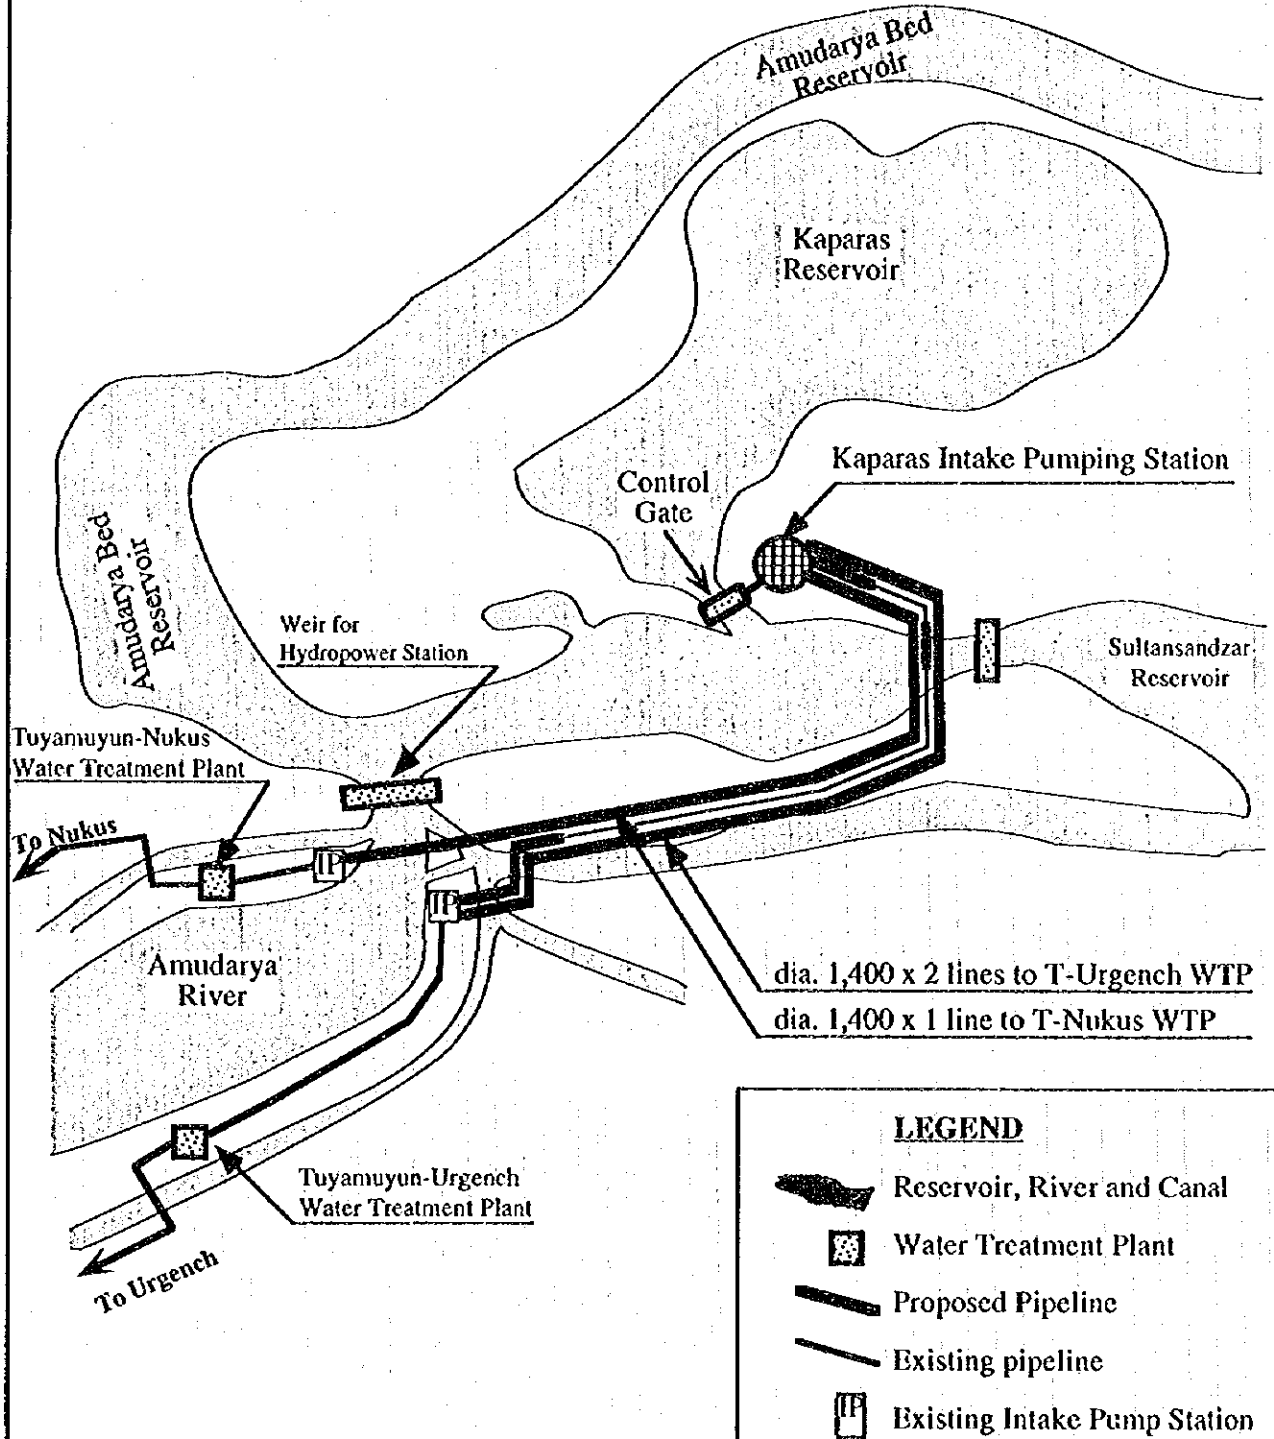 Amudarya Bed
Reservoir
Kaparas
Reservoir
Kaparas Intake Pumping Station
Control
Gate
Amudarya Bed
Reservoir
Weir for
Hydropower Station
Sultansandzar
Reservoir
Tuyamuyun-Nukus
Water Treatment Plant
To Nukus
IP
IP
Amudarya
River
dia. 1,400 x 2 lines to T-Urgench WTP
dia. 1,400 x 1 line to T-Nukus WTP
Tuyamuyun-Urgench
Water Treatment Plant
To Urgench
LEGEND
Reservoir, River and Canal
Water Treatment Plant
Proposed Pipeline
Existing pipeline
IP Existing Intake Pump Station